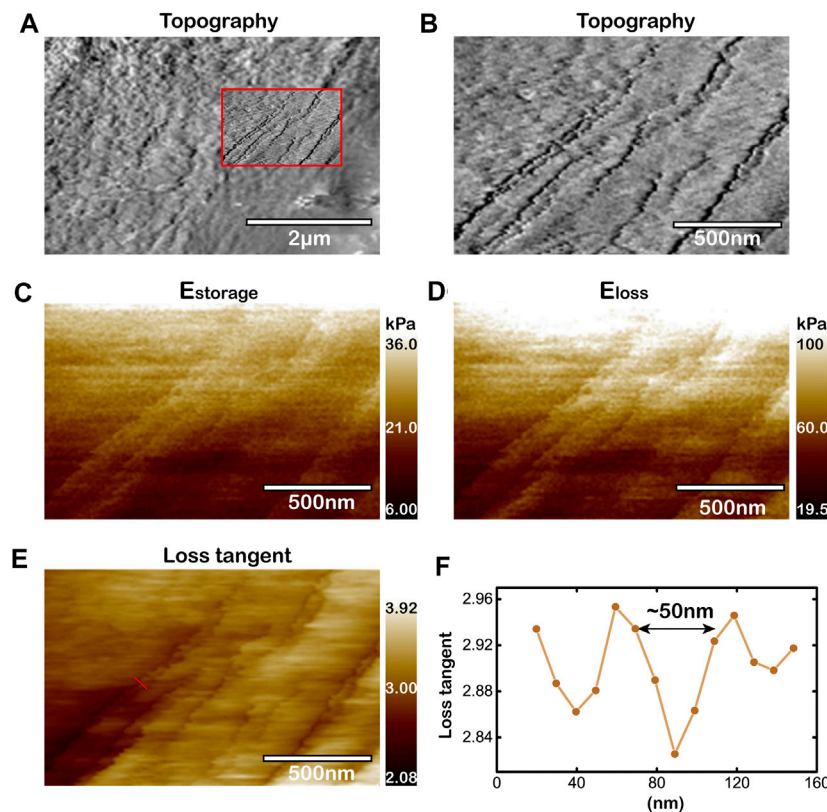 A
Topography
2µm
B
Topography
500nm
C
Estorage
kPa
36.0
21.0
6.00
500nm
D
Eloss
kPa
100
60.0
19.5
500nm
E
Loss tangent
3.92
3.00
2.08
500nm
F
2.96
2.92
2.88
2.84
Loss tangent
~50nm
0 40 80 120 160
(nm)